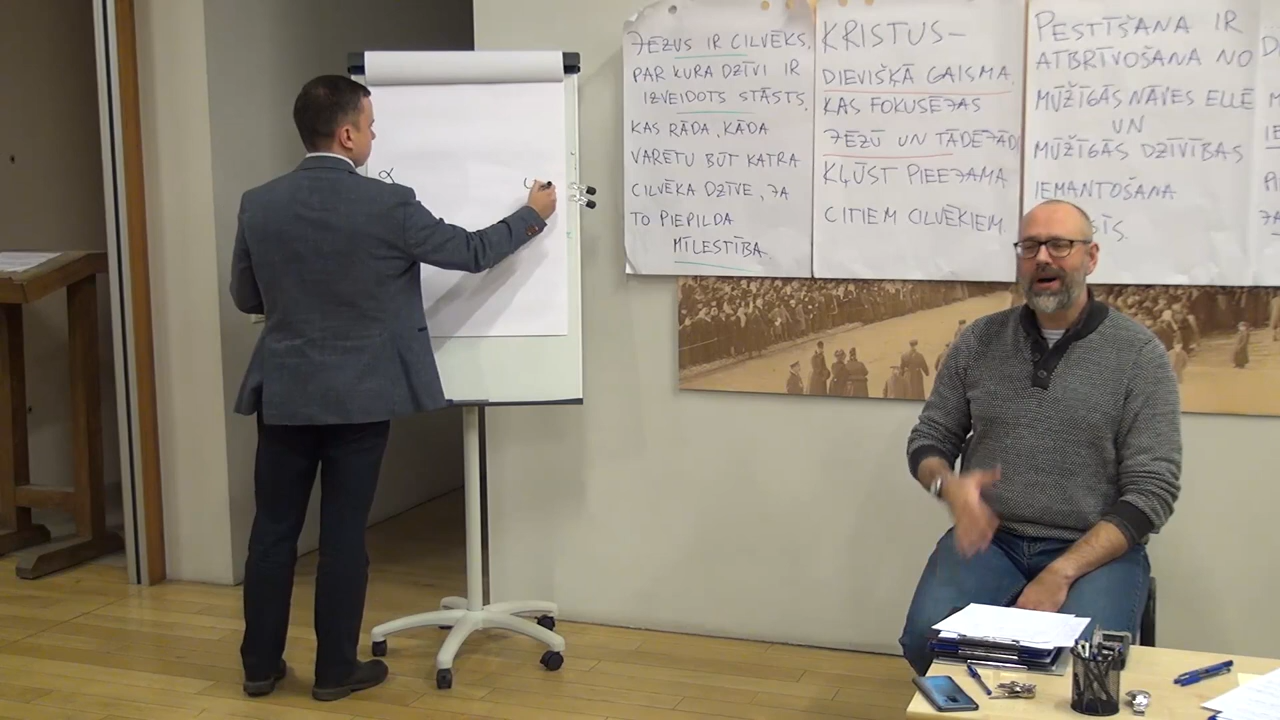 α
JĒZUS IR CILVĒKS,
PAR KURA DZĪVI IR
IZVEIDOTS STĀSTS,
KAS RĀDA, KĀDA
VARĒTU BŪT KATRA
CILVĒKA DZĪVE, JA
TO PIEPILDA
MĪLESTĪBA.
KRISTUS–
DIEVIŠĶĀ GAISMA,
KAS FOKUSĒJAS
JĒZŪ UN TĀDĒJĀDI
KĻŪST PIEEJAMA
CITIEM CILVĒKIEM.
PESTĪŠANA IR
ATBRĪVOŠANA NO
MŪŽĪGĀS NĀVES ELLĒ
UN
MŪŽĪGĀS DZĪVĪBAS
IEMANTOŠANA